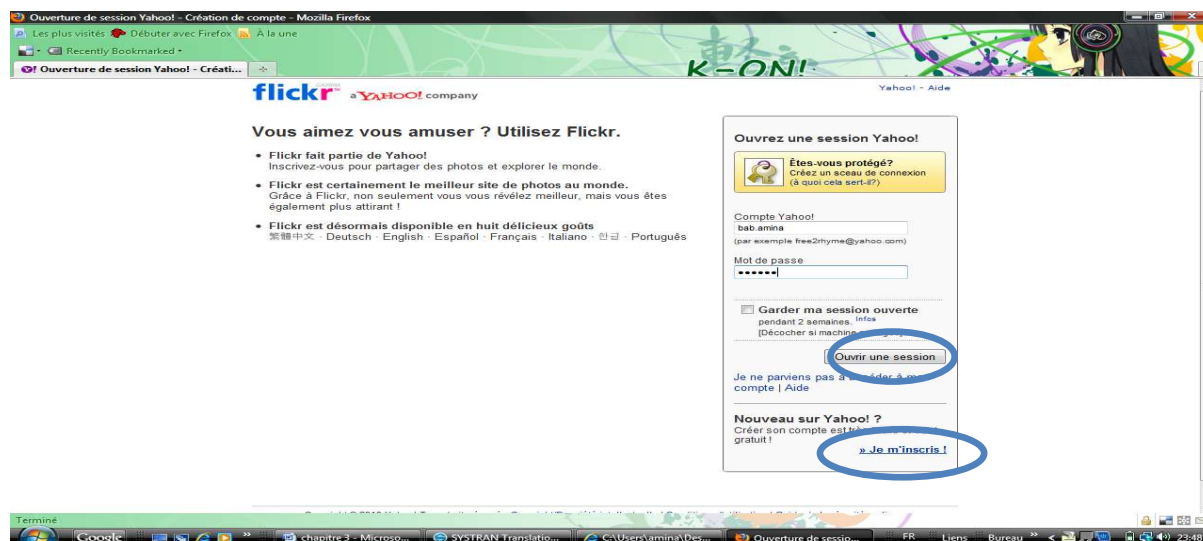 Ouverture de session Yahoo! - Création de compte - Mozilla Firefox
Les plus visités Débuter avec Firefox À la une
Recently Bookmarked
K-ON!
Ouverture de session Yahoo! - Créati...
flickr a YAHOO! company
Yahoo! - Aide
Vous aimez vous amuser ? Utilisez Flickr.
• Flickr fait partie de Yahoo!
Inscrivez-vous pour partager des photos et explorer le monde.
• Flickr est certainement le meilleur site de photos au monde.
Grâce à Flickr, non seulement vous vous révélez meilleur, mais vous êtes
également plus attirant !
• Flickr est désormais disponible en huit délicieux goûts
繁體中文 · Deutsch · English · Español · Français · Italiano · 한글 · Português
Ouvrez une session Yahoo!
Êtes-vous protégé?
Créez un sceau de connexion
(à quoi cela sert-il?)
Compte Yahoo!
bab.amina
(par exemple free2rhyme@yahoo.com)
Mot de passe
••••••
Garder ma session ouverte
pendant 2 semaines. Infos
[Décocher si machine
Ouvrir une session
Je ne parviens pas à
compte | Aide
Nouveau sur Yahoo! ?
Créer son compte est
gratuit !
» Je m'inscris !
Terminé
Google » chapitre 3 - Microso... SYSTRAN Translatio... C:\Users\amina\Des... Ouverture de sessio... FR Liens Bureau » 23:46